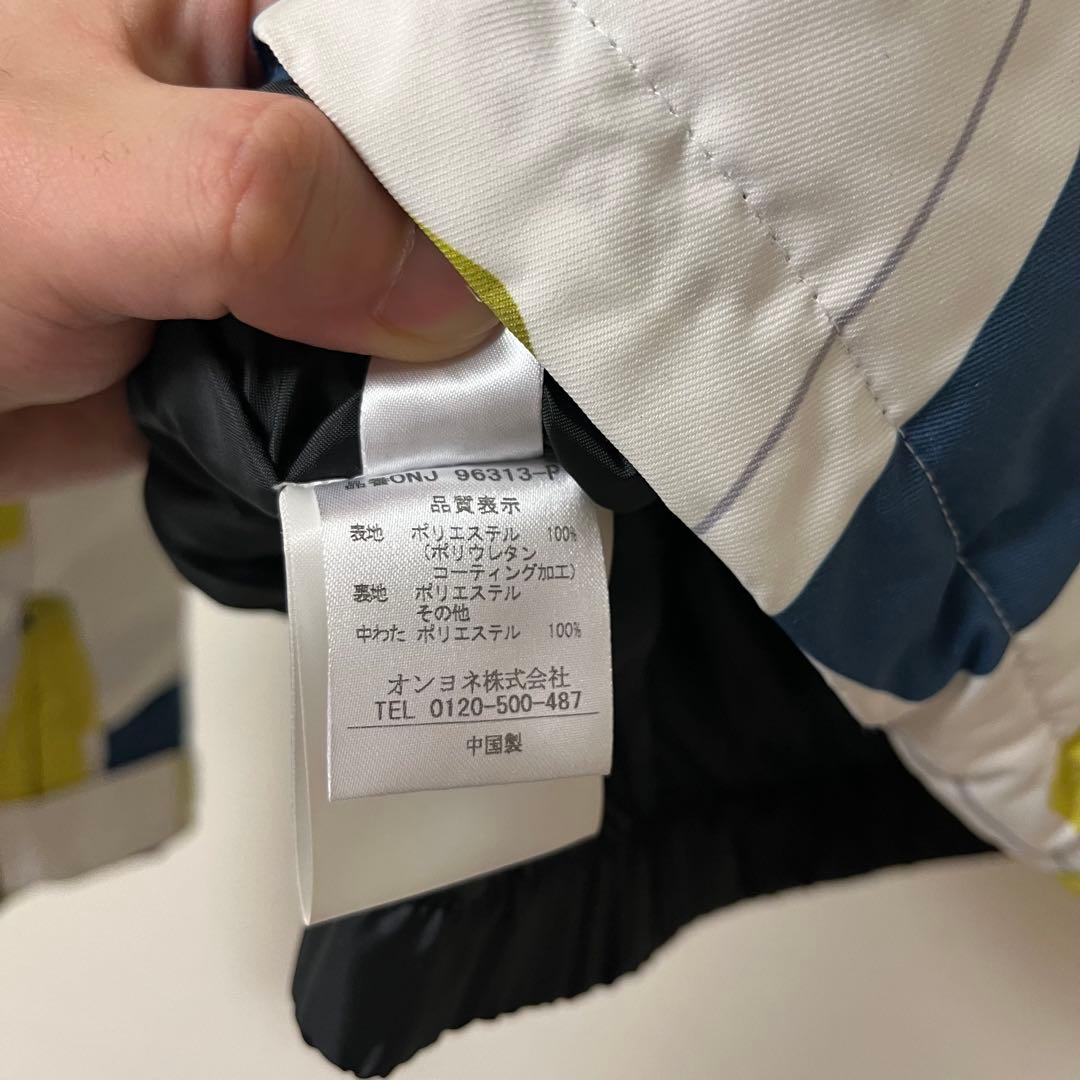 品番ONJ 96313-P
品質表示
表地 ポリエステル 100%
(ポリウレタン
コーティング加工)
裏地 ポリエステル
その他
中わた ポリエステル 100%
オンヨネ株式会社
TEL 0120-500-487
中国製